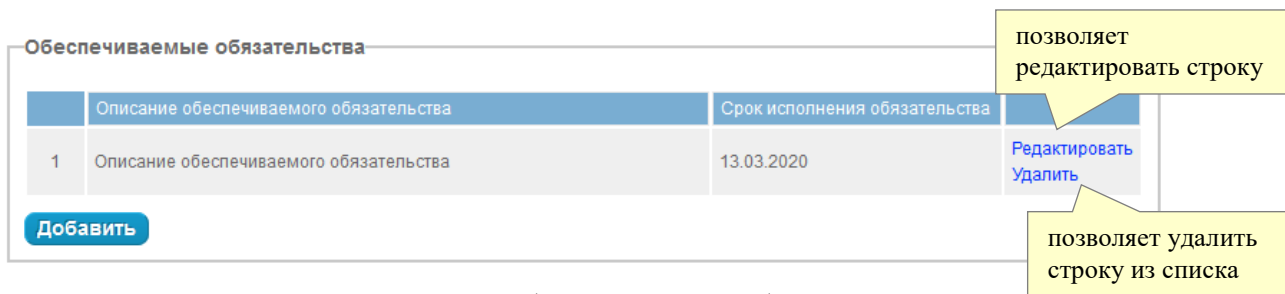 позволяет
редактировать строку
Обеспечиваемые обязательства
Описание обеспечиваемого обязательства Срок исполнения обязательства
1 Описание обеспечиваемого обязательства 13.03.2020 Редактировать
Удалить
Добавить
позволяет удалить
строку из списка